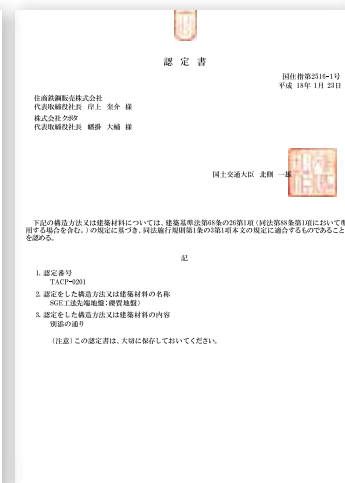 認定書
国住指第2516-1号
平成 18年 1月 23日
住商鉄鋼販売株式会社
代表取締役社長 岸上 奎介 様
株式会社クボタ
代表取締役社長 幡掛 大輔 様
国土交通大臣 北側 一雄
下記の構造方法又は建築材料については、建築基準法第68条の26第1項(同法第88条第1項において準
用する場合を含む。)の規定に基づき、同法施行規則第1条の3第1項本文の規定に適合するものであること
を認める。
記
1. 認定番号
TACP-0201
2. 認定をした構造方法又は建築材料の名称
SGE工法先端地盤:礫質地盤)
3. 認定をした構造方法又は建築材料の内容
別添の通り
(注意)この認定書は、大切に保存しておいてください。